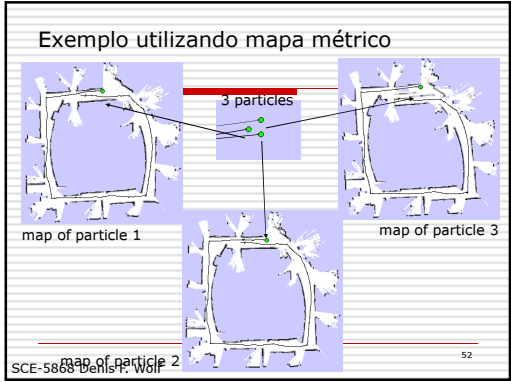 Exemplo utilizando mapa métrico
3 particles
map of particle 1
map of particle 3
map of particle 2
SCE-5868 Denis F. Wolf
52